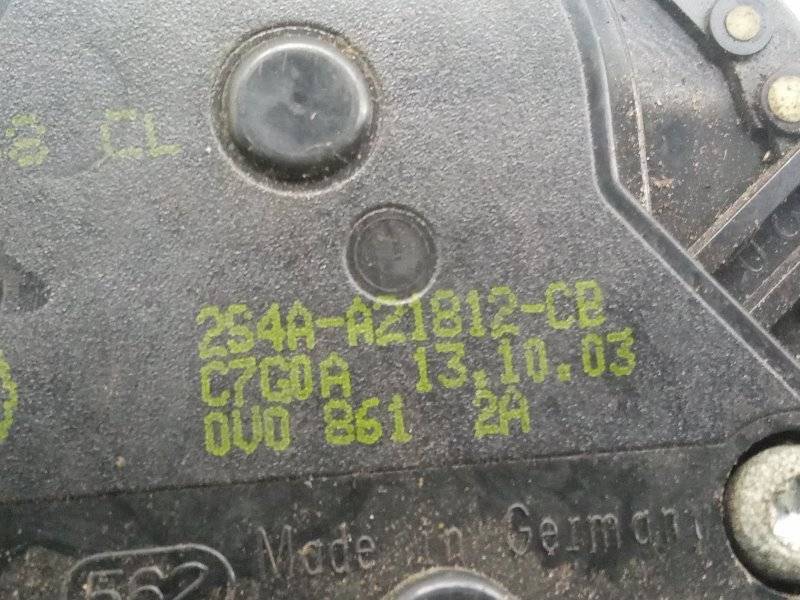 CL
2S4A-A21812-CB
C7G0A 13.10.03
0V0 861 2A
Made in Germany
562